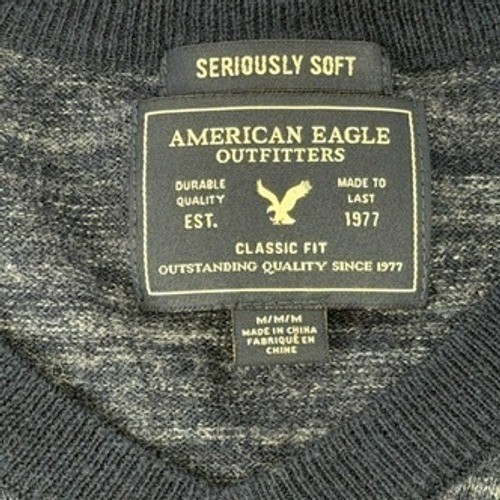 SERIOUSLY SOFT
AMERICAN EAGLE
OUTFITTERS
DURABLE QUALITY EST.
MADE TO LAST 1977
CLASSIC FIT
OUTSTANDING QUALITY SINCE 1977
M/M/M
MADE IN CHINA
FABRIQUÉ EN
CHINE